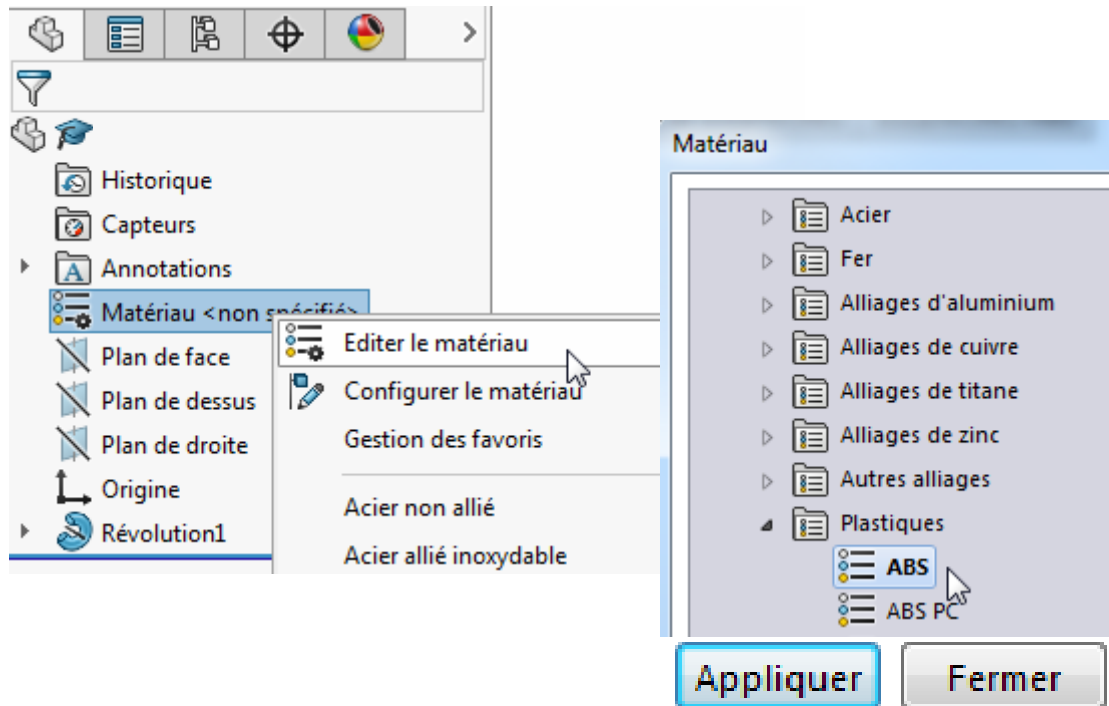 Historique
Capteurs
Annotations
Matériau <non spécifié>
Plan de face
Plan de dessus
Plan de droite
Origine
Révolution1
Editer le matériau
Configurer le matériau
Gestion des favoris
Acier non allié
Acier allié inoxydable
Matériau
Acier
Fer
Alliages d'aluminium
Alliages de cuivre
Alliages de titane
Alliages de zinc
Autres alliages
Plastiques
ABS
ABS PC
Appliquer
Fermer